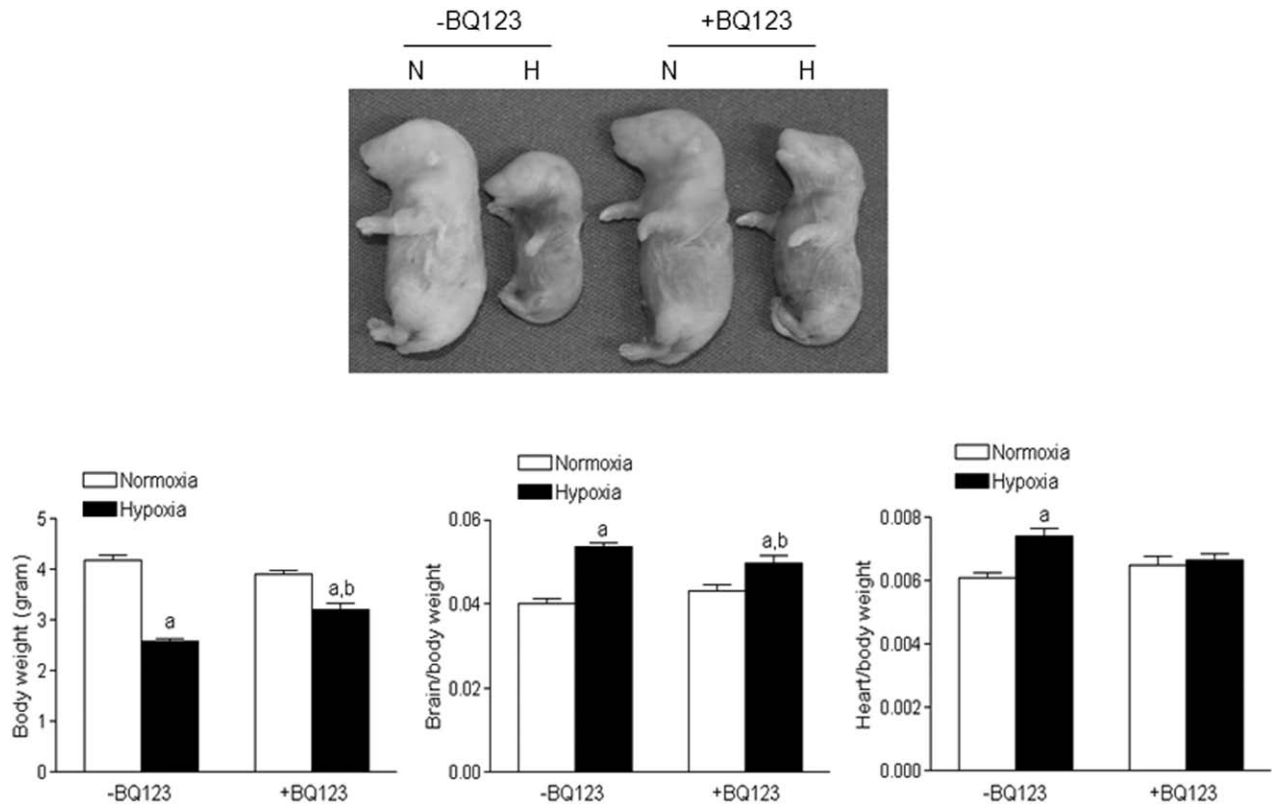 -BQ123 +BQ123
N H N H
Normoxia
Hypoxia
Body weight (gram)
5
4
3
2
1
0
a
a,b
-BQ123 +BQ123
Normoxia
Hypoxia
Brain/body weight
0.06
0.04
0.02
0.00
a
a,b
-BQ123 +BQ123
Normoxia
Hypoxia
Heart/body weight
0.008
0.006
0.004
0.002
0.000
a
-BQ123 +BQ123